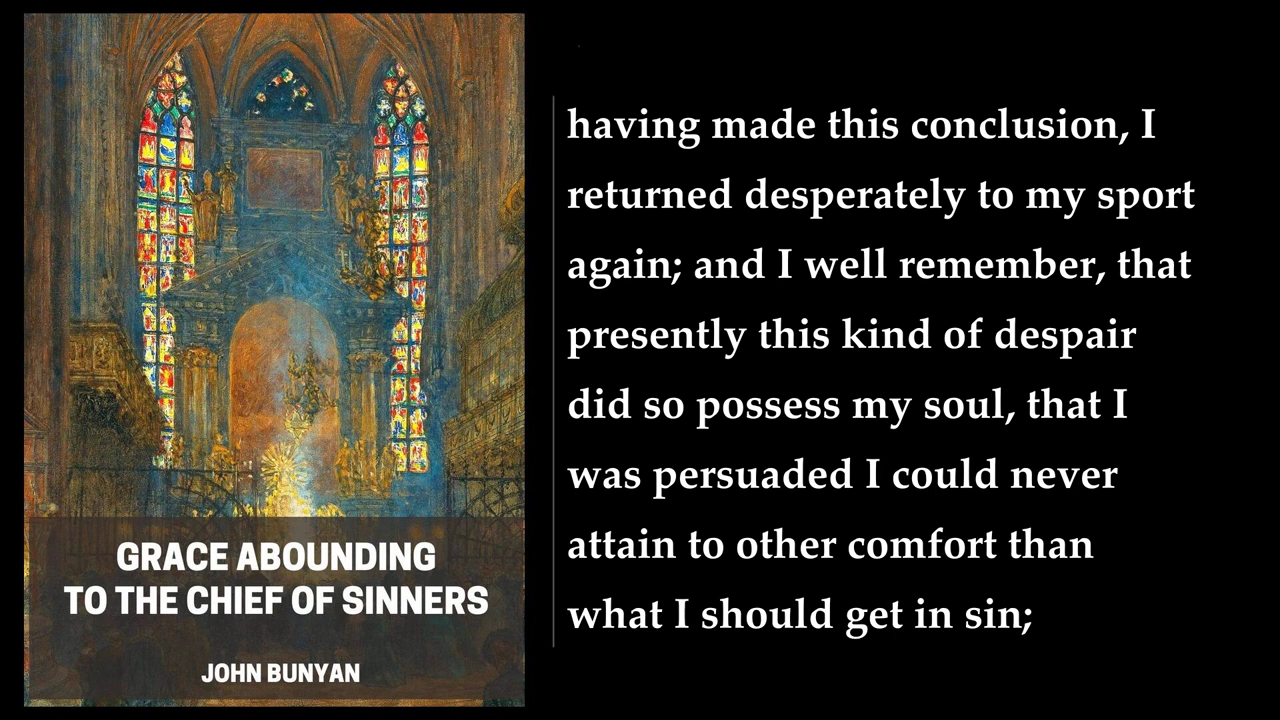 GRACE ABOUNDING
TO THE CHIEF OF SINNERS
JOHN BUNYAN
having made this conclusion, I
returned desperately to my sport
again; and I well remember, that
presently this kind of despair
did so possess my soul, that I
was persuaded I could never
attain to other comfort than
what I should get in sin;